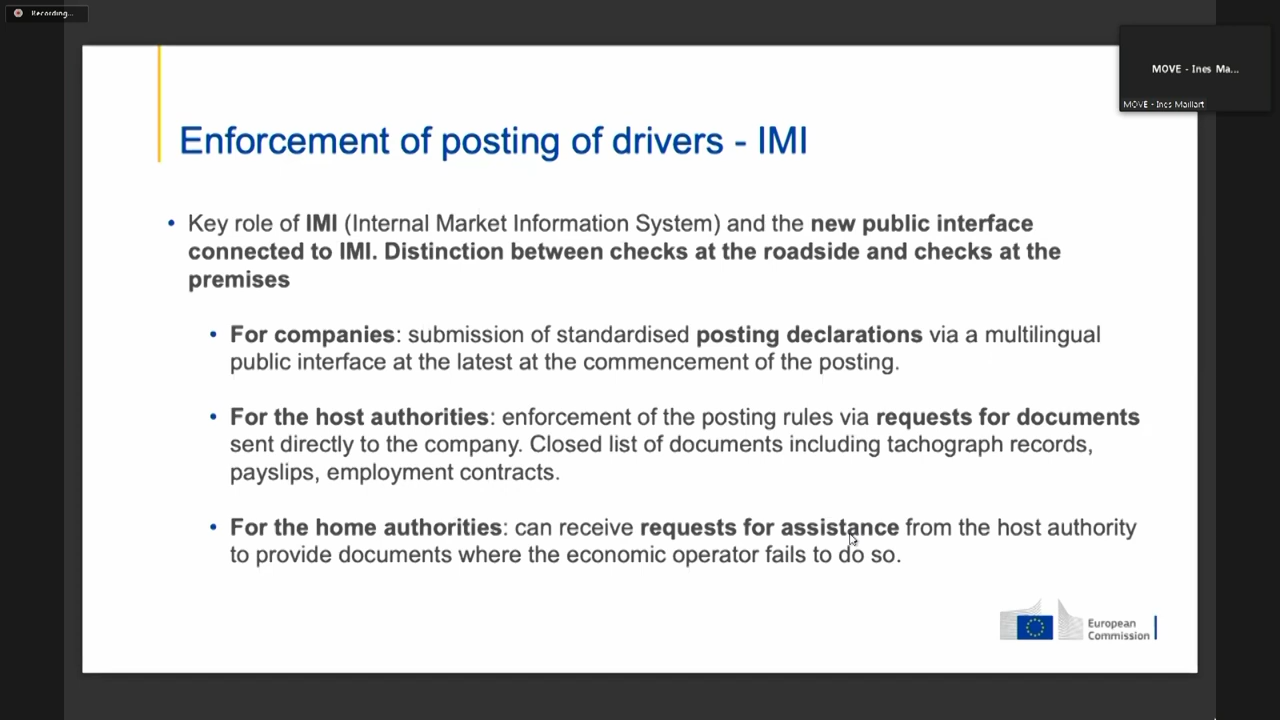 Recording...
MOVE - Ines Ma...
MOVE - Ines Maillart
Enforcement of posting of drivers - IMI
• Key role of IMI (Internal Market Information System) and the new public interface
connected to IMI. Distinction between checks at the roadside and checks at the
premises
• For companies: submission of standardised posting declarations via a multilingual
public interface at the latest at the commencement of the posting.
• For the host authorities: enforcement of the posting rules via requests for documents
sent directly to the company. Closed list of documents including tachograph records,
payslips, employment contracts.
• For the home authorities: can receive requests for assistance from the host authority
to provide documents where the economic operator fails to do so.
European
Commission